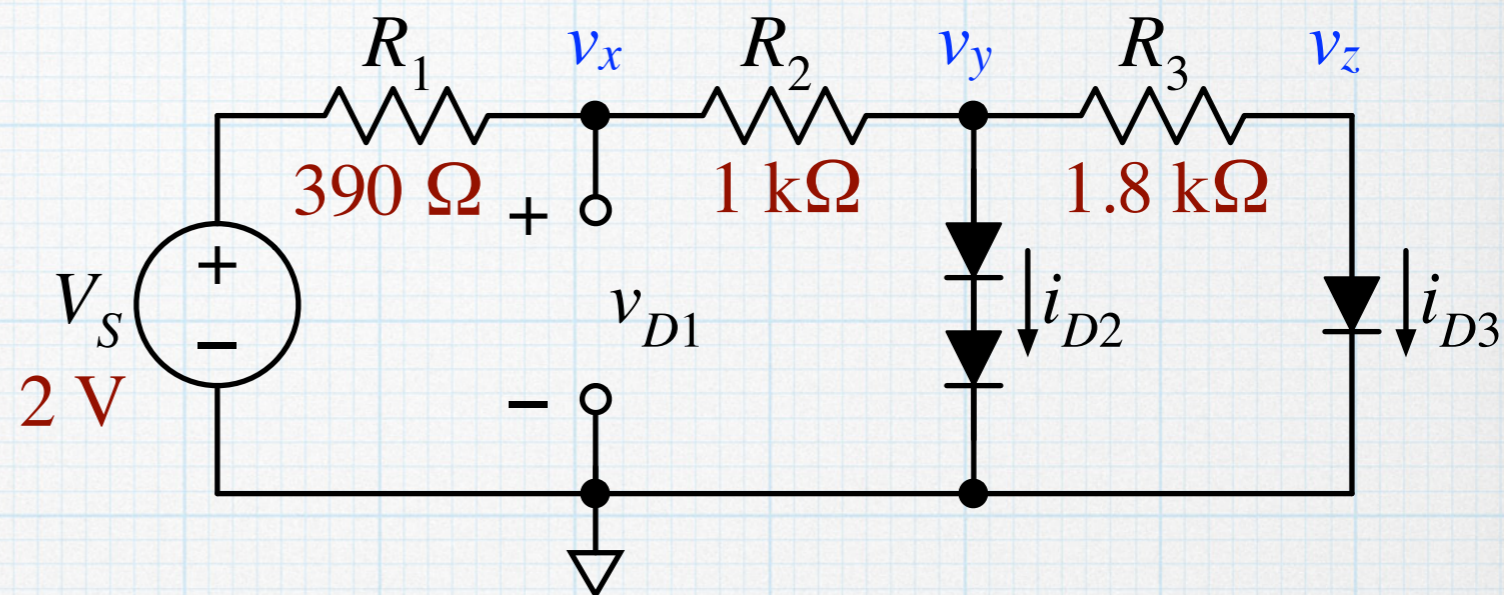 R1 vx R2 vy R3 vz
390 Ω 1 kΩ 1.8 kΩ
+
+ VS vD1 iD2 iD3
−
2 V −